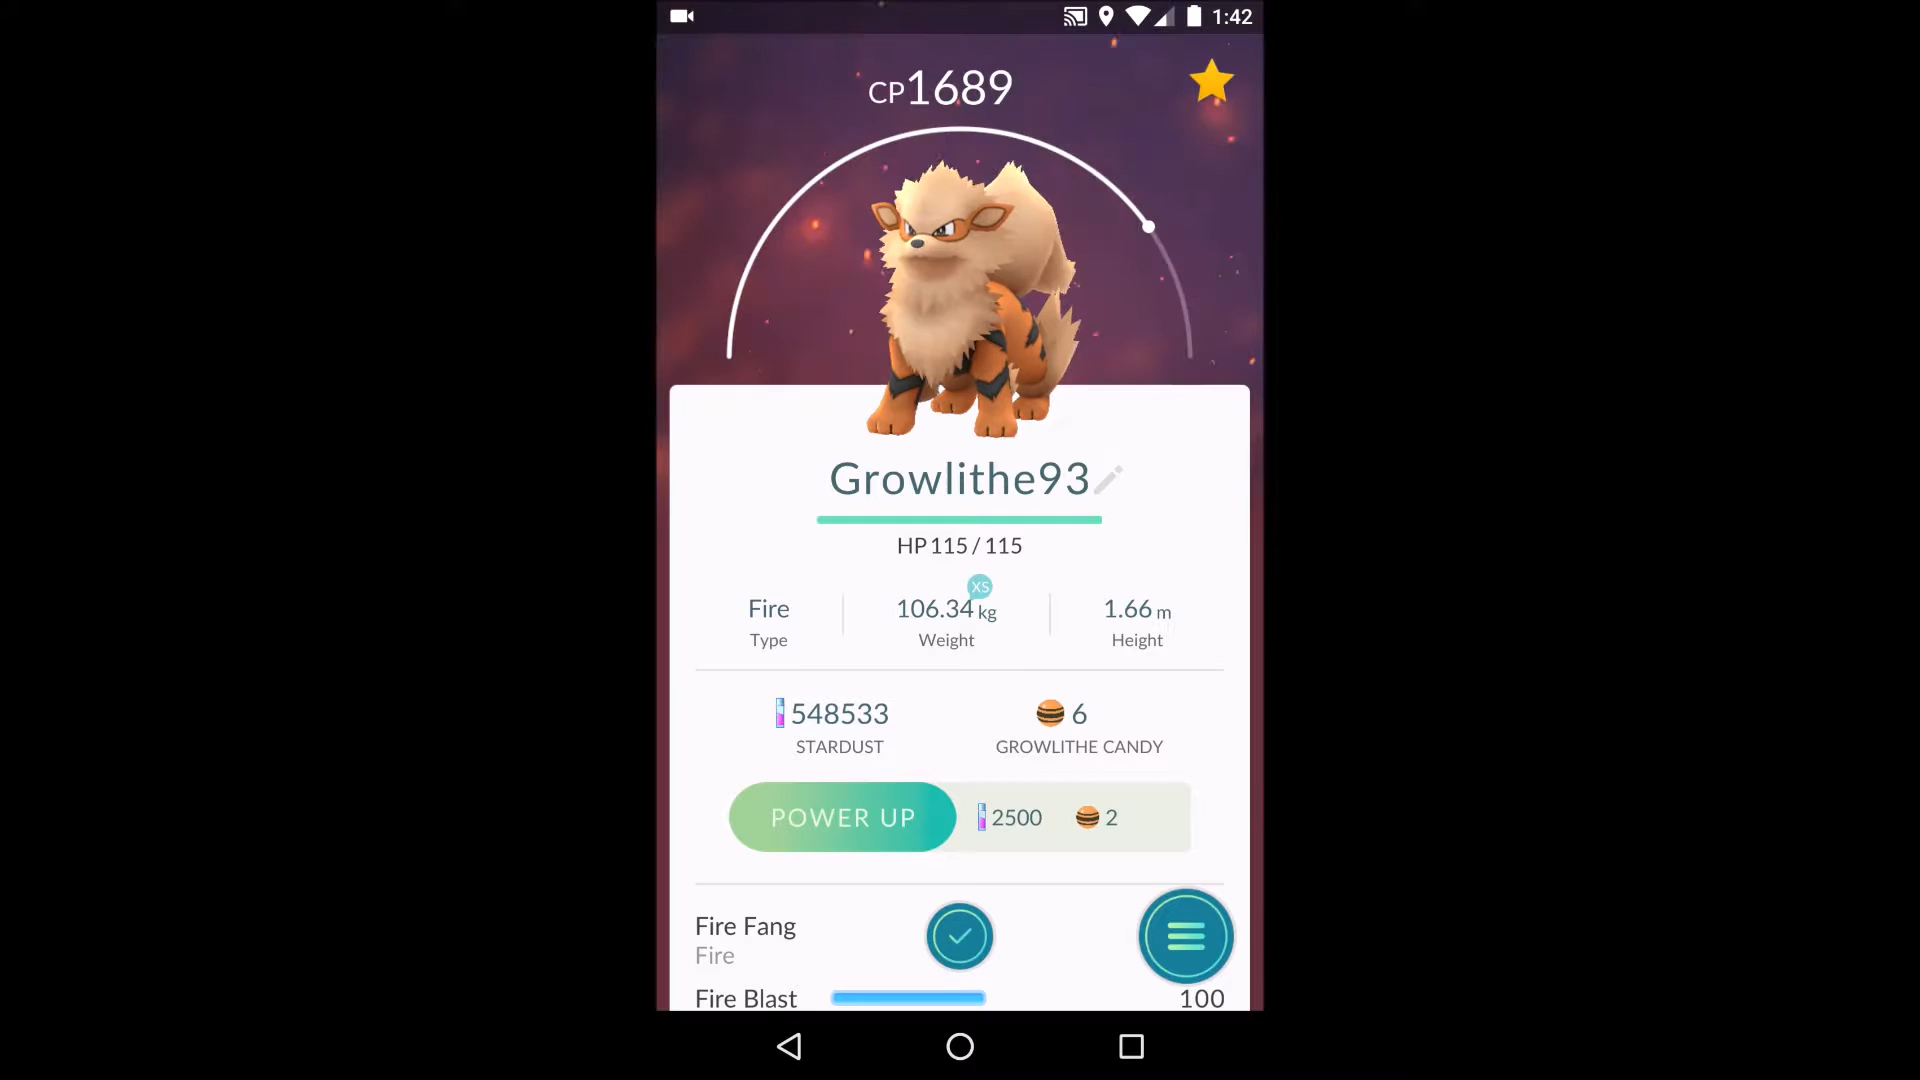 1:42
CP1689
Growlithe93
HP 115 / 115
XS
Fire 106.34 kg 1.66 m
Type Weight Height
548533 6
STARDUST GROWLITHE CANDY
POWER UP 2500 2
Fire Fang
Fire
Fire Blast 100